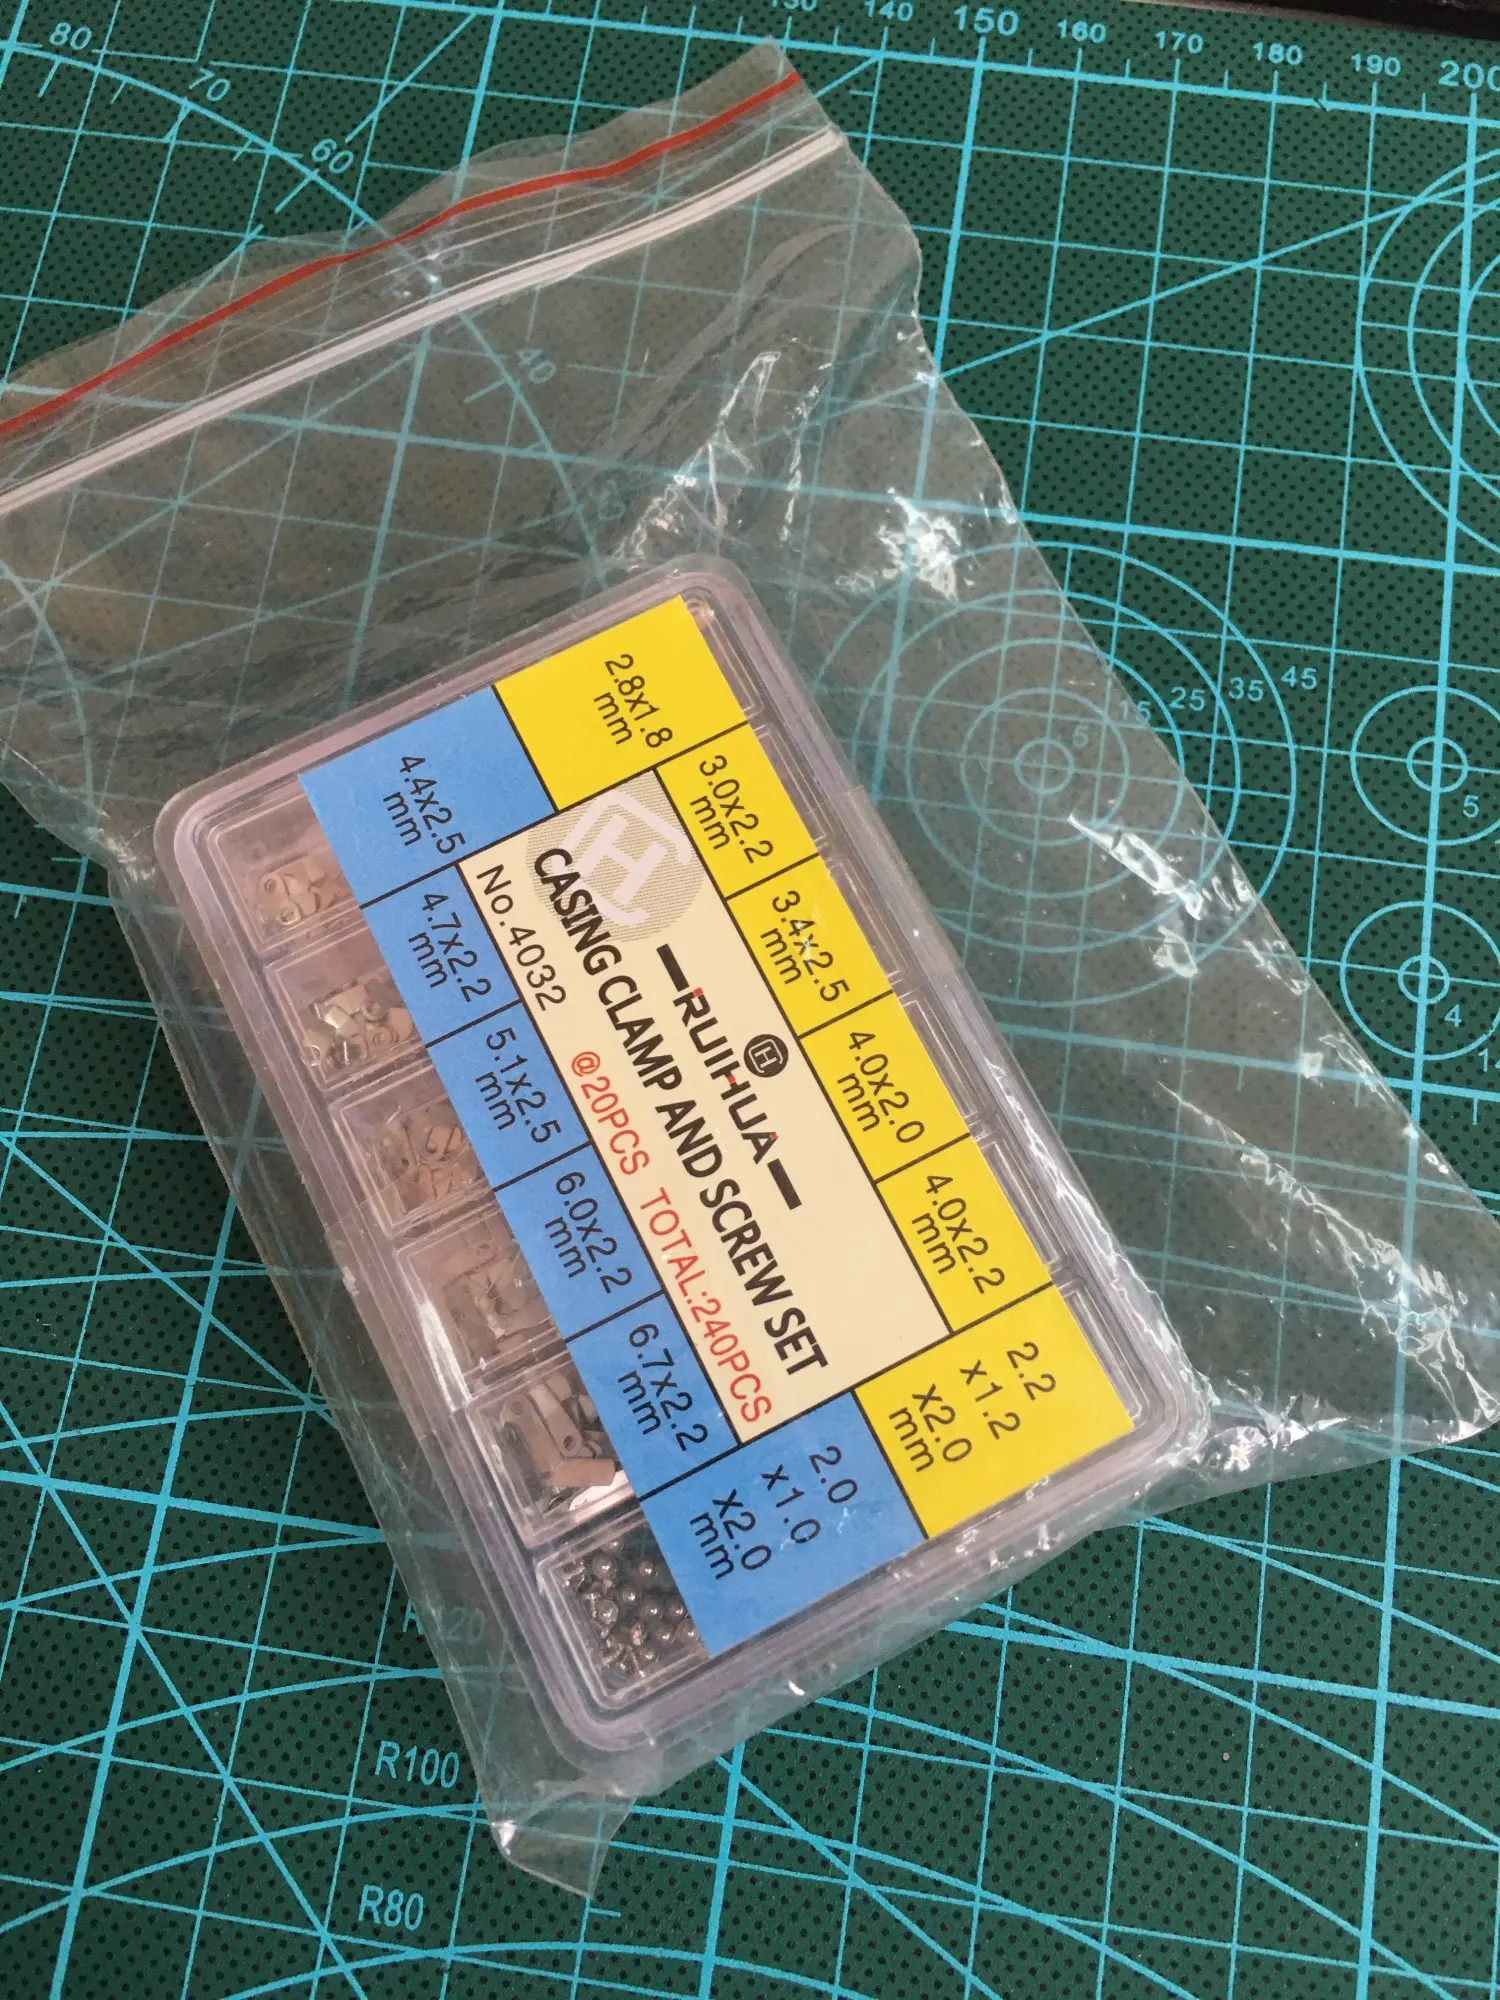 130
140
150
160
170
180
190
200
80
70
60
40
2.8x1.8
mm
3.0x2.2
mm
3.4x2.5
mm
4.0x2.0
mm
4.0x2.2
mm
2.2
x1.2
x2.0
mm
RUIHUA
CASING CLAMP AND SCREW SET
No.4032
@20PCS TOTAL:240PCS
4.4x2.5
mm
4.7x2.2
mm
5.1x2.5
mm
6.0x2.2
mm
6.7x2.2
mm
2.0
x1.0
x2.0
mm
5
15
25
35
45
5
4
R120
R100
R80